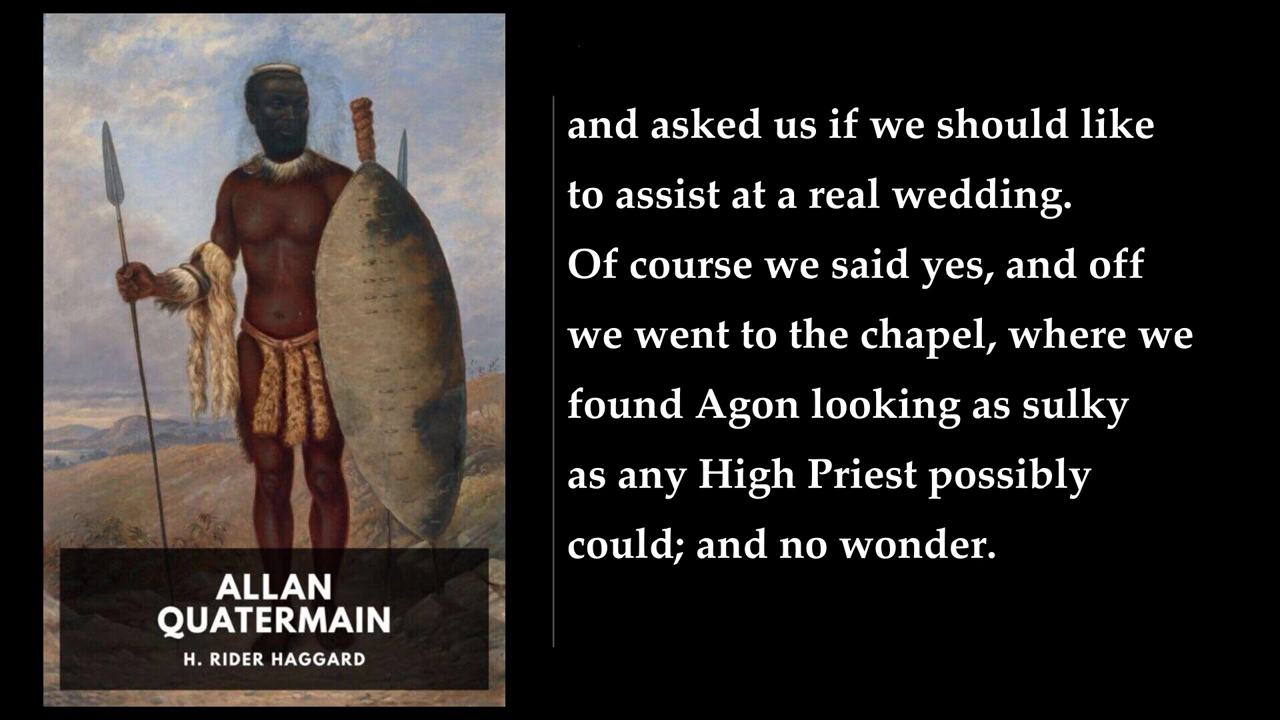 ALLAN
QUATERMAIN
H. RIDER HAGGARD
and asked us if we should like
to assist at a real wedding.
Of course we said yes, and off
we went to the chapel, where we
found Agon looking as sulky
as any High Priest possibly
could; and no wonder.